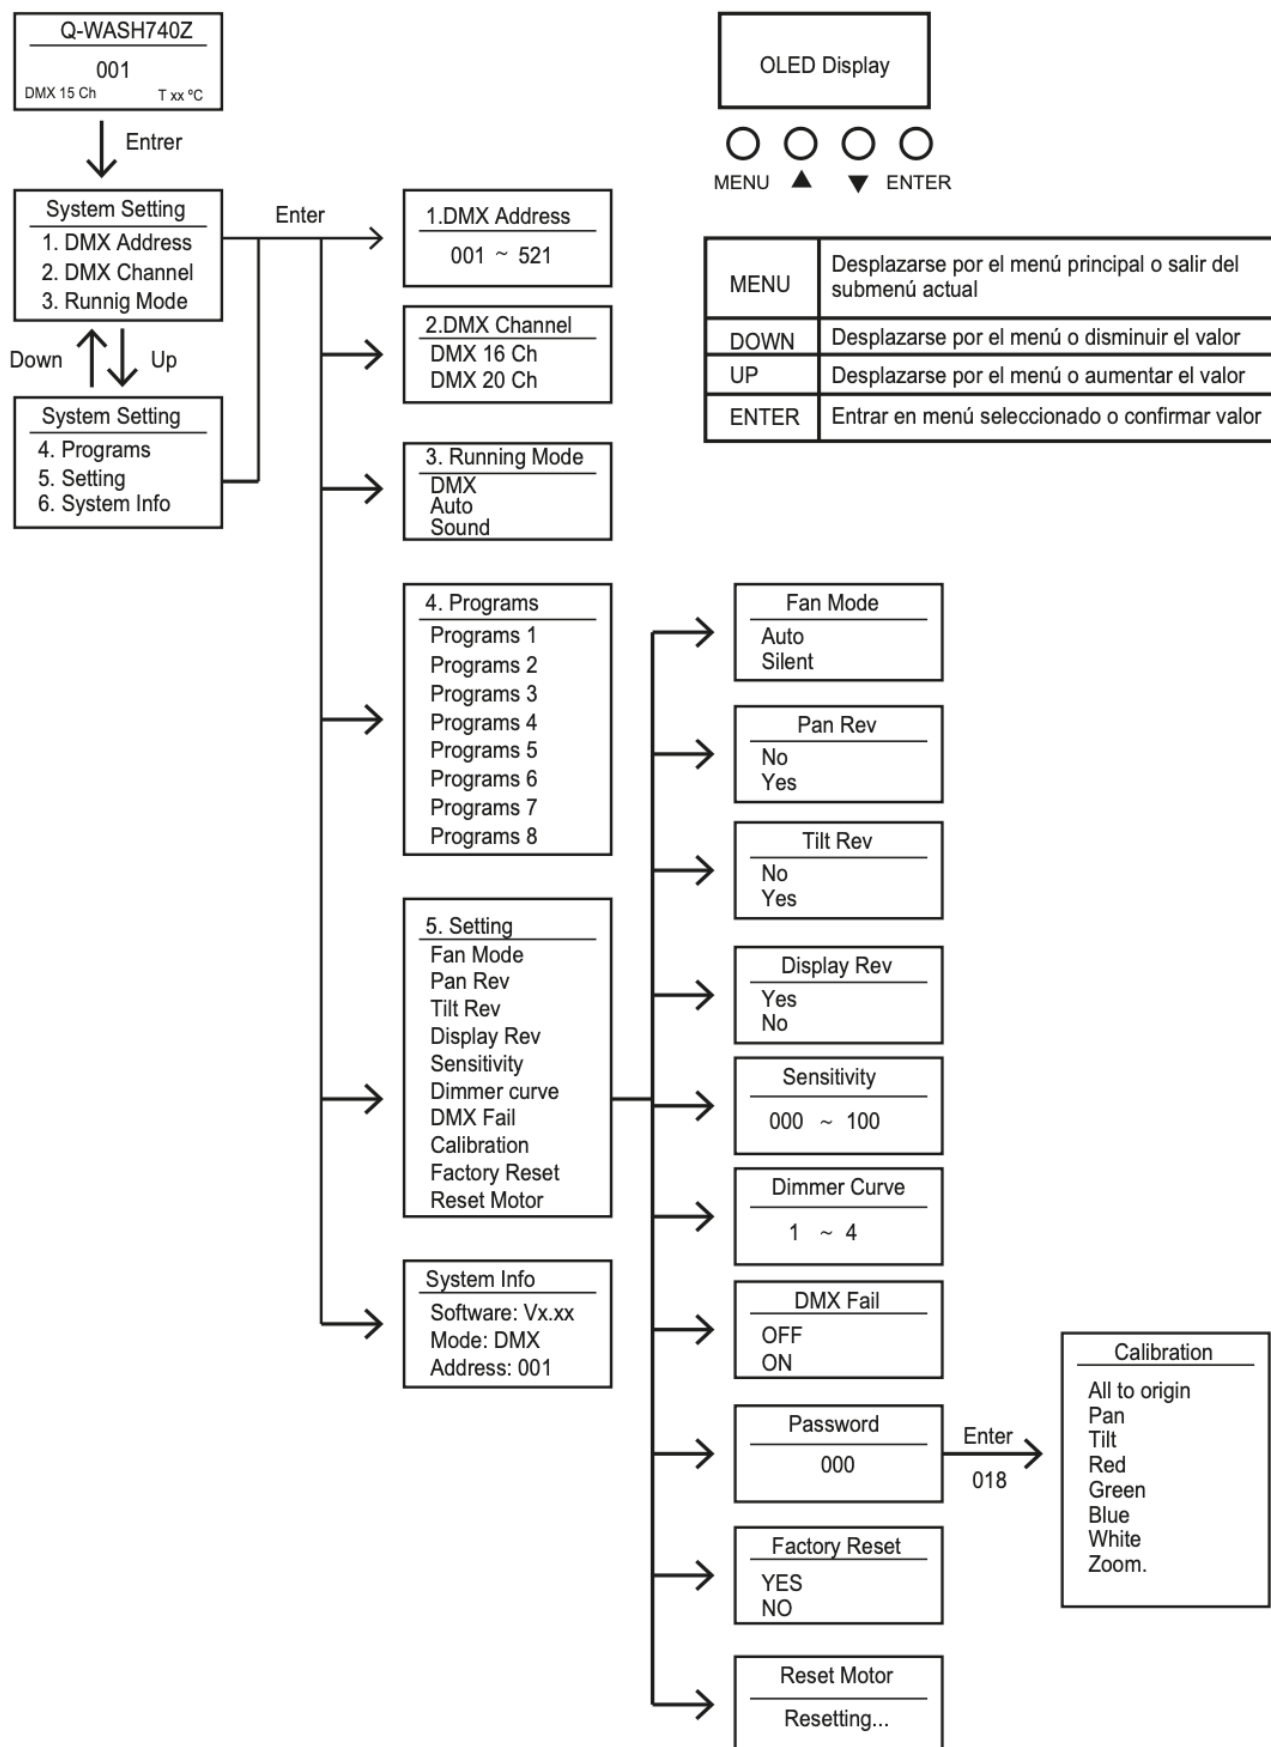 Q-WASH740Z
001
DMX 15 Ch T xx ºC
Entrer
System Setting
1. DMX Address
2. DMX Channel
3. Runnig Mode
Down Up
System Setting
4. Programs
5. Setting
6. System Info
Enter
1.DMX Address
001 ~ 521
2.DMX Channel
DMX 16 Ch
DMX 20 Ch
3. Running Mode
DMX
Auto
Sound
4. Programs
Programs 1
Programs 2
Programs 3
Programs 4
Programs 5
Programs 6
Programs 7
Programs 8
5. Setting
Fan Mode
Pan Rev
Tilt Rev
Display Rev
Sensitivity
Dimmer curve
DMX Fail
Calibration
Factory Reset
Reset Motor
System Info
Software: Vx.xx
Mode: DMX
Address: 001
OLED Display
MENU ▲ ▼ ENTER
MENU Desplazarse por el menú principal o salir del
submenú actual
DOWN Desplazarse por el menú o disminuir el valor
UP Desplazarse por el menú o aumentar el valor
ENTER Entrar en menú seleccionado o confirmar valor
Fan Mode
Auto
Silent
Pan Rev
No
Yes
Tilt Rev
No
Yes
Display Rev
Yes
No
Sensitivity
000 ~ 100
Dimmer Curve
1 ~ 4
DMX Fail
OFF
ON
Password
000
Enter
018
Calibration
All to origin
Pan
Tilt
Red
Green
Blue
White
Zoom.
Factory Reset
YES
NO
Reset Motor
Resetting...